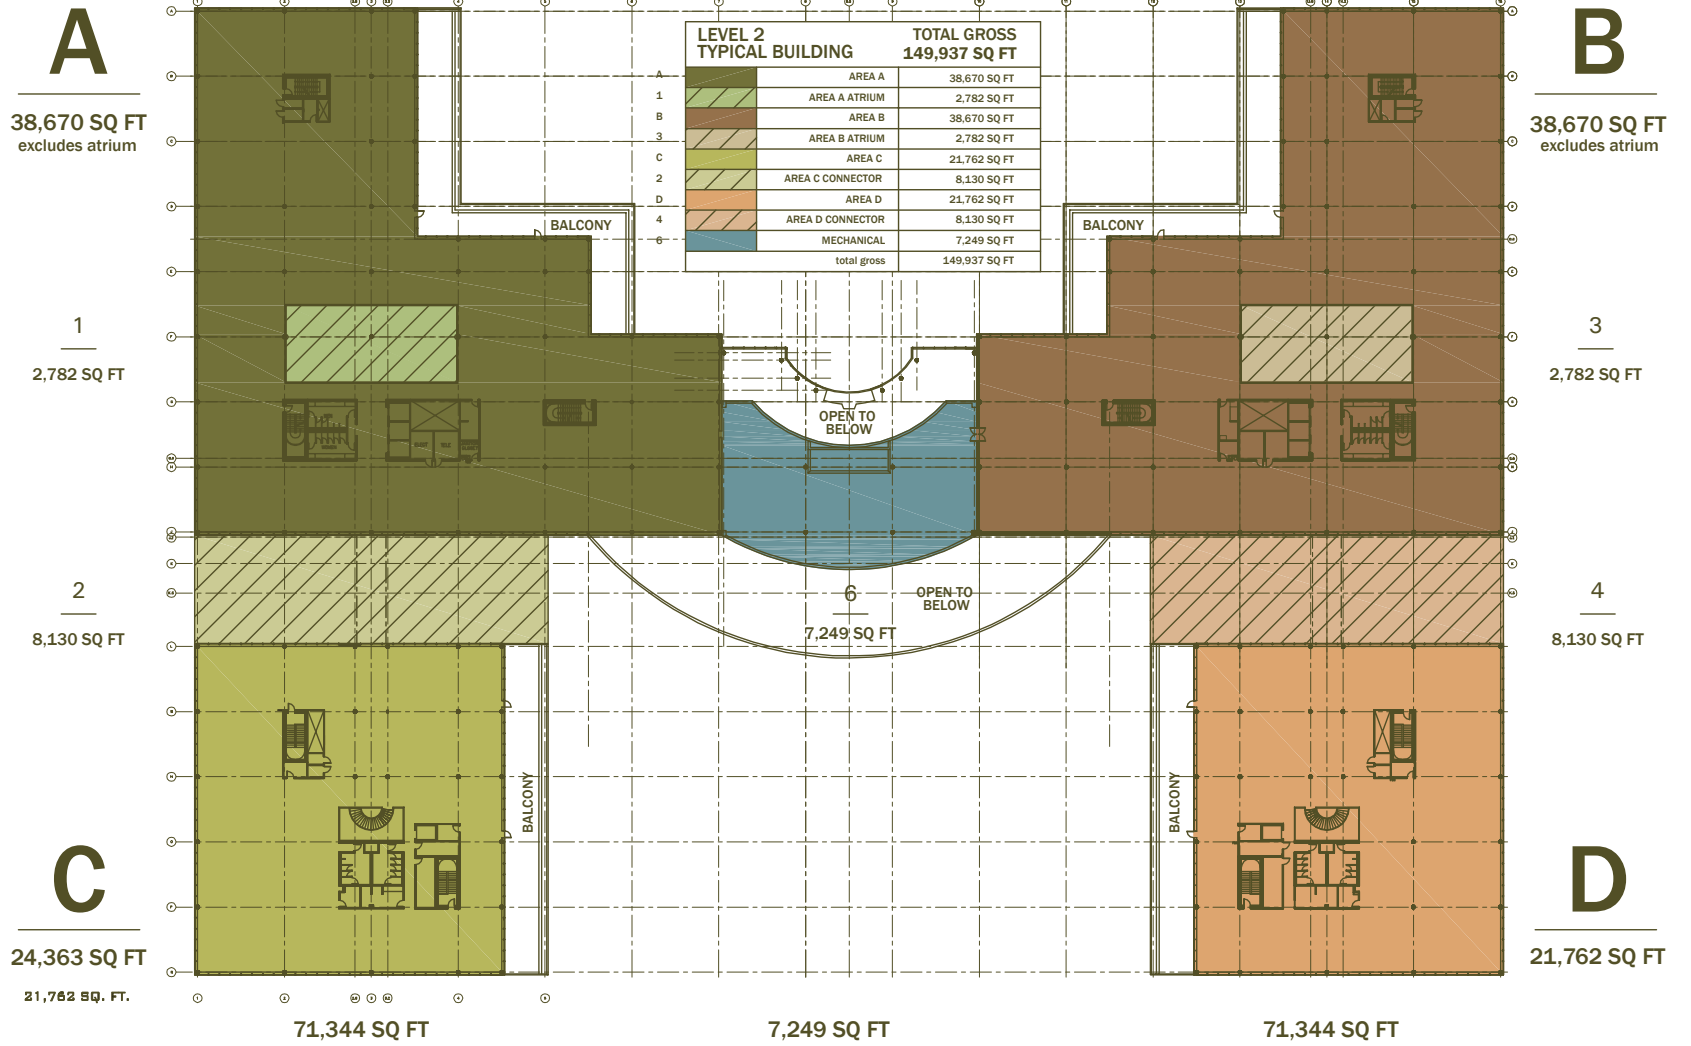 A
38,670 SQ FT
excludes atrium
1
2,782 SQ FT
2
8,130 SQ FT
C
24,363 SQ FT
21,762 SQ. FT.
LEVEL 2
TYPICAL BUILDING
TOTAL GROSS
149,937 SQ FT
A AREA A 38,670 SQ FT
1 AREA A ATRIUM 2,782 SQ FT
B AREA B 38,670 SQ FT
3 AREA B ATRIUM 2,782 SQ FT
C AREA C 21,762 SQ FT
2 AREA C CONNECTOR 8,130 SQ FT
D AREA D 21,762 SQ FT
4 AREA D CONNECTOR 8,130 SQ FT
6 MECHANICAL 7,249 SQ FT
total gross 149,937 SQ FT
BALCONY
BALCONY
OPEN TO
BELOW
6
7,249 SQ FT
OPEN TO
BELOW
BALCONY
BALCONY
B
38,670 SQ FT
excludes atrium
3
2,782 SQ FT
4
8,130 SQ FT
D
21,762 SQ FT
71,344 SQ FT
7,249 SQ FT
71,344 SQ FT